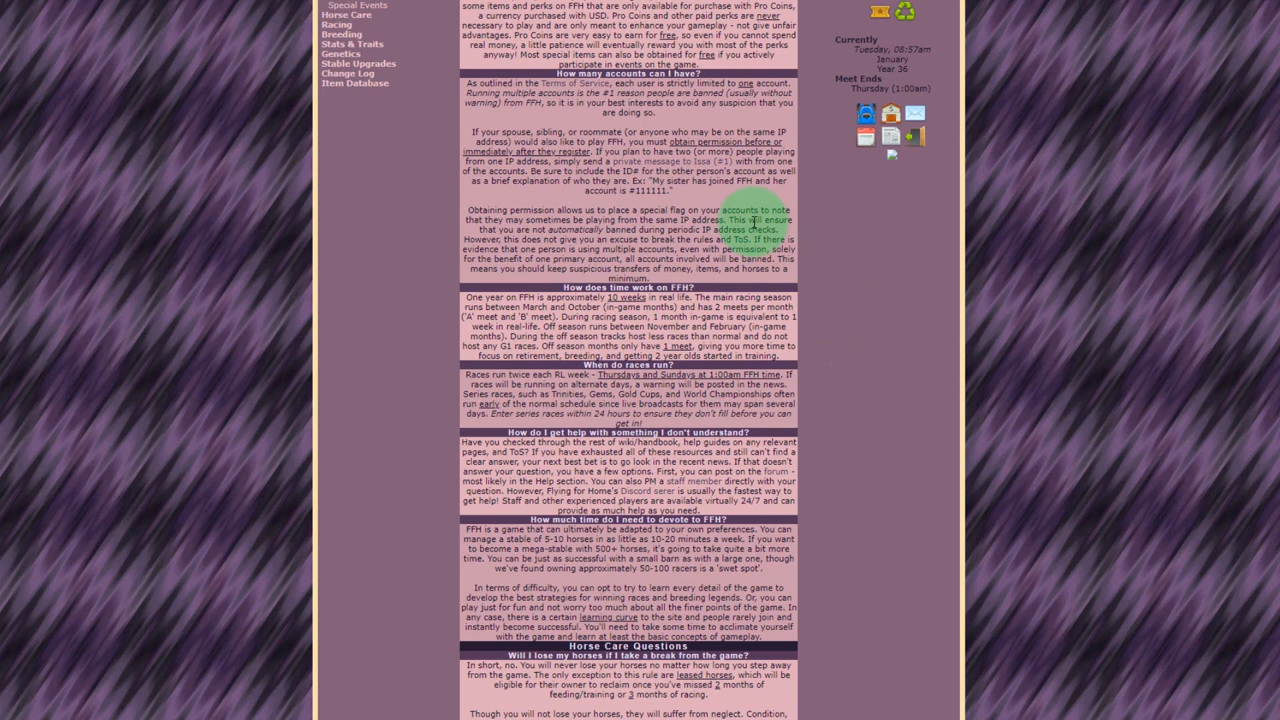 Special Events
Horse Care
Racing
Breeding
Stats & Traits
Genetics
Stable Upgrades
Change Log
Item Database
some items and perks on FFH that are only available for purchase with Pro Coins,
a currency purchased with USD. Pro Coins and other paid perks are never
necessary to play and are only meant to enhance your gameplay - not give unfair
advantages. Pro Coins are very easy to earn for free, so even if you cannot spend
real money, a little patience will eventually reward you with most of the perks
anyway! Most special items can also be obtained for free if you actively
participate in events on the game.
How many accounts can I have?
As outlined in the Terms of Service, each user is strictly limited to one account.
Running multiple accounts is the #1 reason people are banned (usually without
warning) from FFH, so it is in your best interests to avoid any suspicion that you
are doing so.
If your spouse, sibling, or roommate (or anyone who may be on the same IP
address) would also like to play FFH, you must obtain permission before or
immediately after they register. If you plan to have two (or more) people playing
from one IP address, simply send a private message to Issa (#1) with from one
of the accounts. Be sure to include the ID# for the other person's account as well
as a brief explanation of who they are. Ex: "My sister has joined FFH and her
account is #111111."
Obtaining permission allows us to place a special flag on your accounts to note
that they may sometimes be playing from the same IP address. This will ensure
that you are not automatically banned during periodic IP address checks.
However, this does not give you an excuse to break the rules and ToS. If there is
evidence that one person is using multiple accounts, even with permission, solely
for the benefit of one primary account, all accounts involved will be banned. This
means you should keep suspicious transfers of money, items, and horses to a
minimum.
How does time work on FFH?
One year on FFH is approximately 10 weeks in real life. The main racing season
runs between March and October (in-game months) and has 2 meets per month
('A' meet and 'B' meet). During racing season, 1 month in-game is equivalent to 1
week in real-life. Off season runs between November and February (in-game
months). During the off season tracks host less races than normal and do not
host any G1 races. Off season months only have 1 meet, giving you more time to
focus on retirement, breeding, and getting 2 year olds started in training.
When do races run?
Races run twice each RL week - Thursdays and Sundays at 1:00am FFH time. If
races will be running on alternate days, a warning will be posted in the news.
Series races, such as Trinities, Gems, Gold Cups, and World Championships often
run early of the normal schedule since live broadcasts for them may span several
days. Enter series races within 24 hours to ensure they don't fill before you can
get in!
How do I get help with something I don't understand?
Have you checked through the rest of wiki/handbook, help guides on any relevant
pages, and ToS? If you have exhausted all of these resources and still can't find a
clear answer, your next best bet is to go look in the recent news. If that doesn't
answer your question, you have a few options. First, you can post on the forum -
most likely in the Help section. You can also PM a staff member directly with your
question. However, Flying for Home's Discord serer is usually the fastest way to
get help! Staff and other experienced players are available virtually 24/7 and can
provide as much help as you need.
How much time do I need to devote to FFH?
FFH is a game that can ultimately be adapted to your own preferences. You can
manage a stable of 5-10 horses in as little as 10-20 minutes a week. If you want
to become a mega-stable with 500+ horses, it's going to take quite a bit more
time. You can be just as successful with a small barn as with a large one, though
we've found owning approximately 50-100 racers is a 'swet spot'.
In terms of difficulty, you can opt to try to learn every detail of the game to
develop the best strategies for winning races and breeding legends. Or, you can
play just for fun and not worry too much about all the finer points of the game. In
any case, there is a certain learning curve to the site and people rarely join and
instantly become successful. You'll need to take some time to acclimate yourself
with the game and learn at least the basic concepts of gameplay.
Horse Care Questions
Will I lose my horses if I take a break from the game?
In short, no. You will never lose your horses no matter how long you step away
from the game. The only exception to this rule are leased horses, which will be
eligible for their owner to reclaim once you've missed 2 months of
feeding/training or 3 months of racing.
Though you will not lose your horses, they will suffer from neglect. Condition,
Currently
Tuesday, 08:57am
January
Year 36
Meet Ends
Thursday (1:00am)